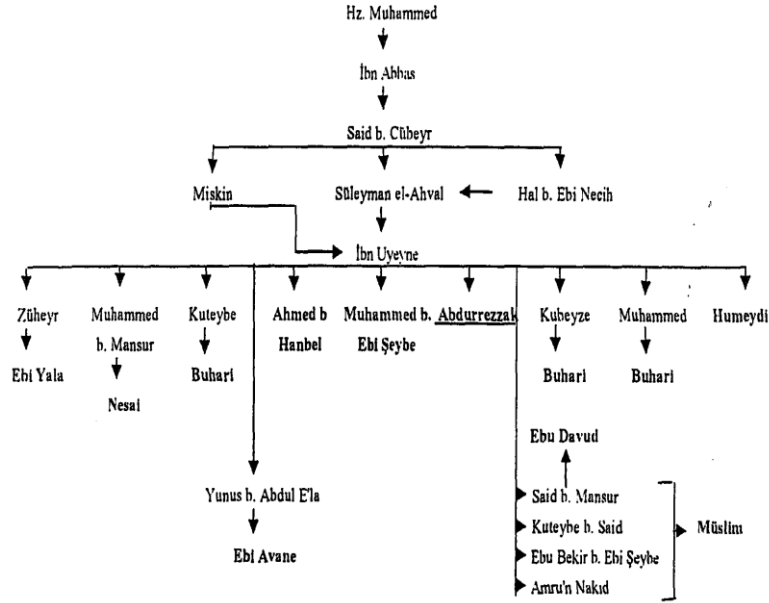 Hz. Muhammed
İbn Abbas
Said b. Cübeyr
Miskin Süleyman el-Ahval Hal b. Ebi Necih
İbn Uyeyne
Züheyr Muhammed Kuteybe Ahmed b Muhammed b. Abdurrezzak Kubeyze Muhammed Humeydi
b. Mansur Hanbel Ebi Şeybe
Ebi Yala Buhari Buhari Buhari
Nesai
Ebu Davud
Yunus b. Abdul E'la Said b. Mansur
Kuteybe b. Said Müslim
Ebi Avane Ebu Bekir b. Ebi Şeybe
Amru'n Nakıd